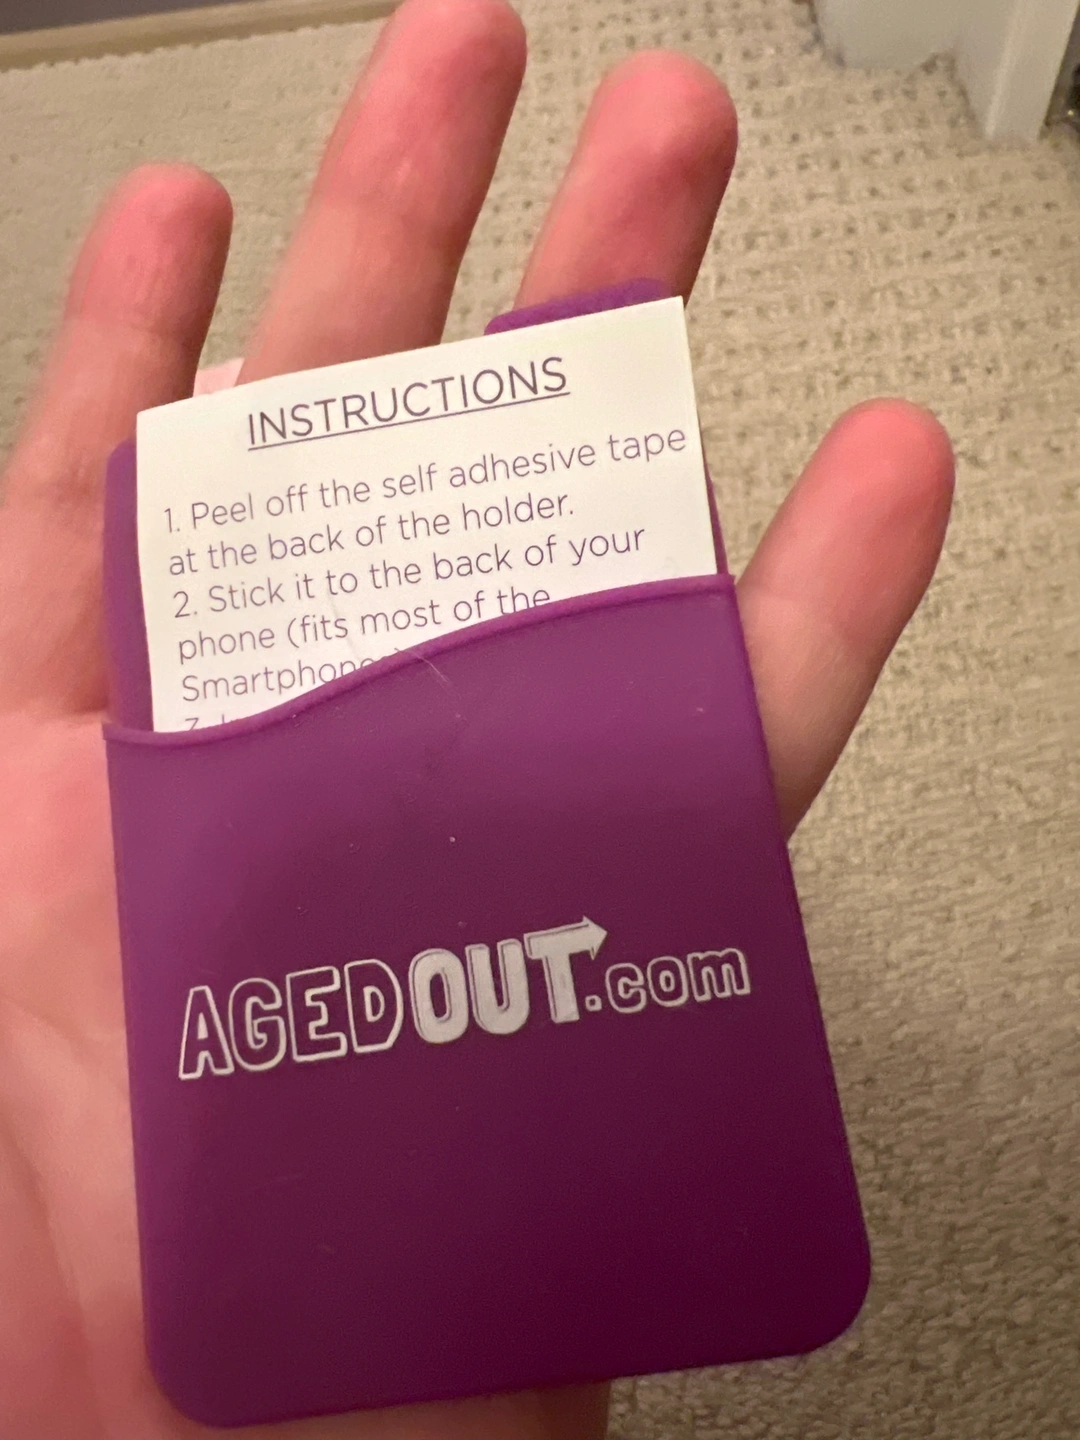 INSTRUCTIONS
1. Peel off the self adhesive tape
at the back of the holder.
2. Stick it to the back of your
phone (fits most of the
Smartphone
AGEDOUT.com